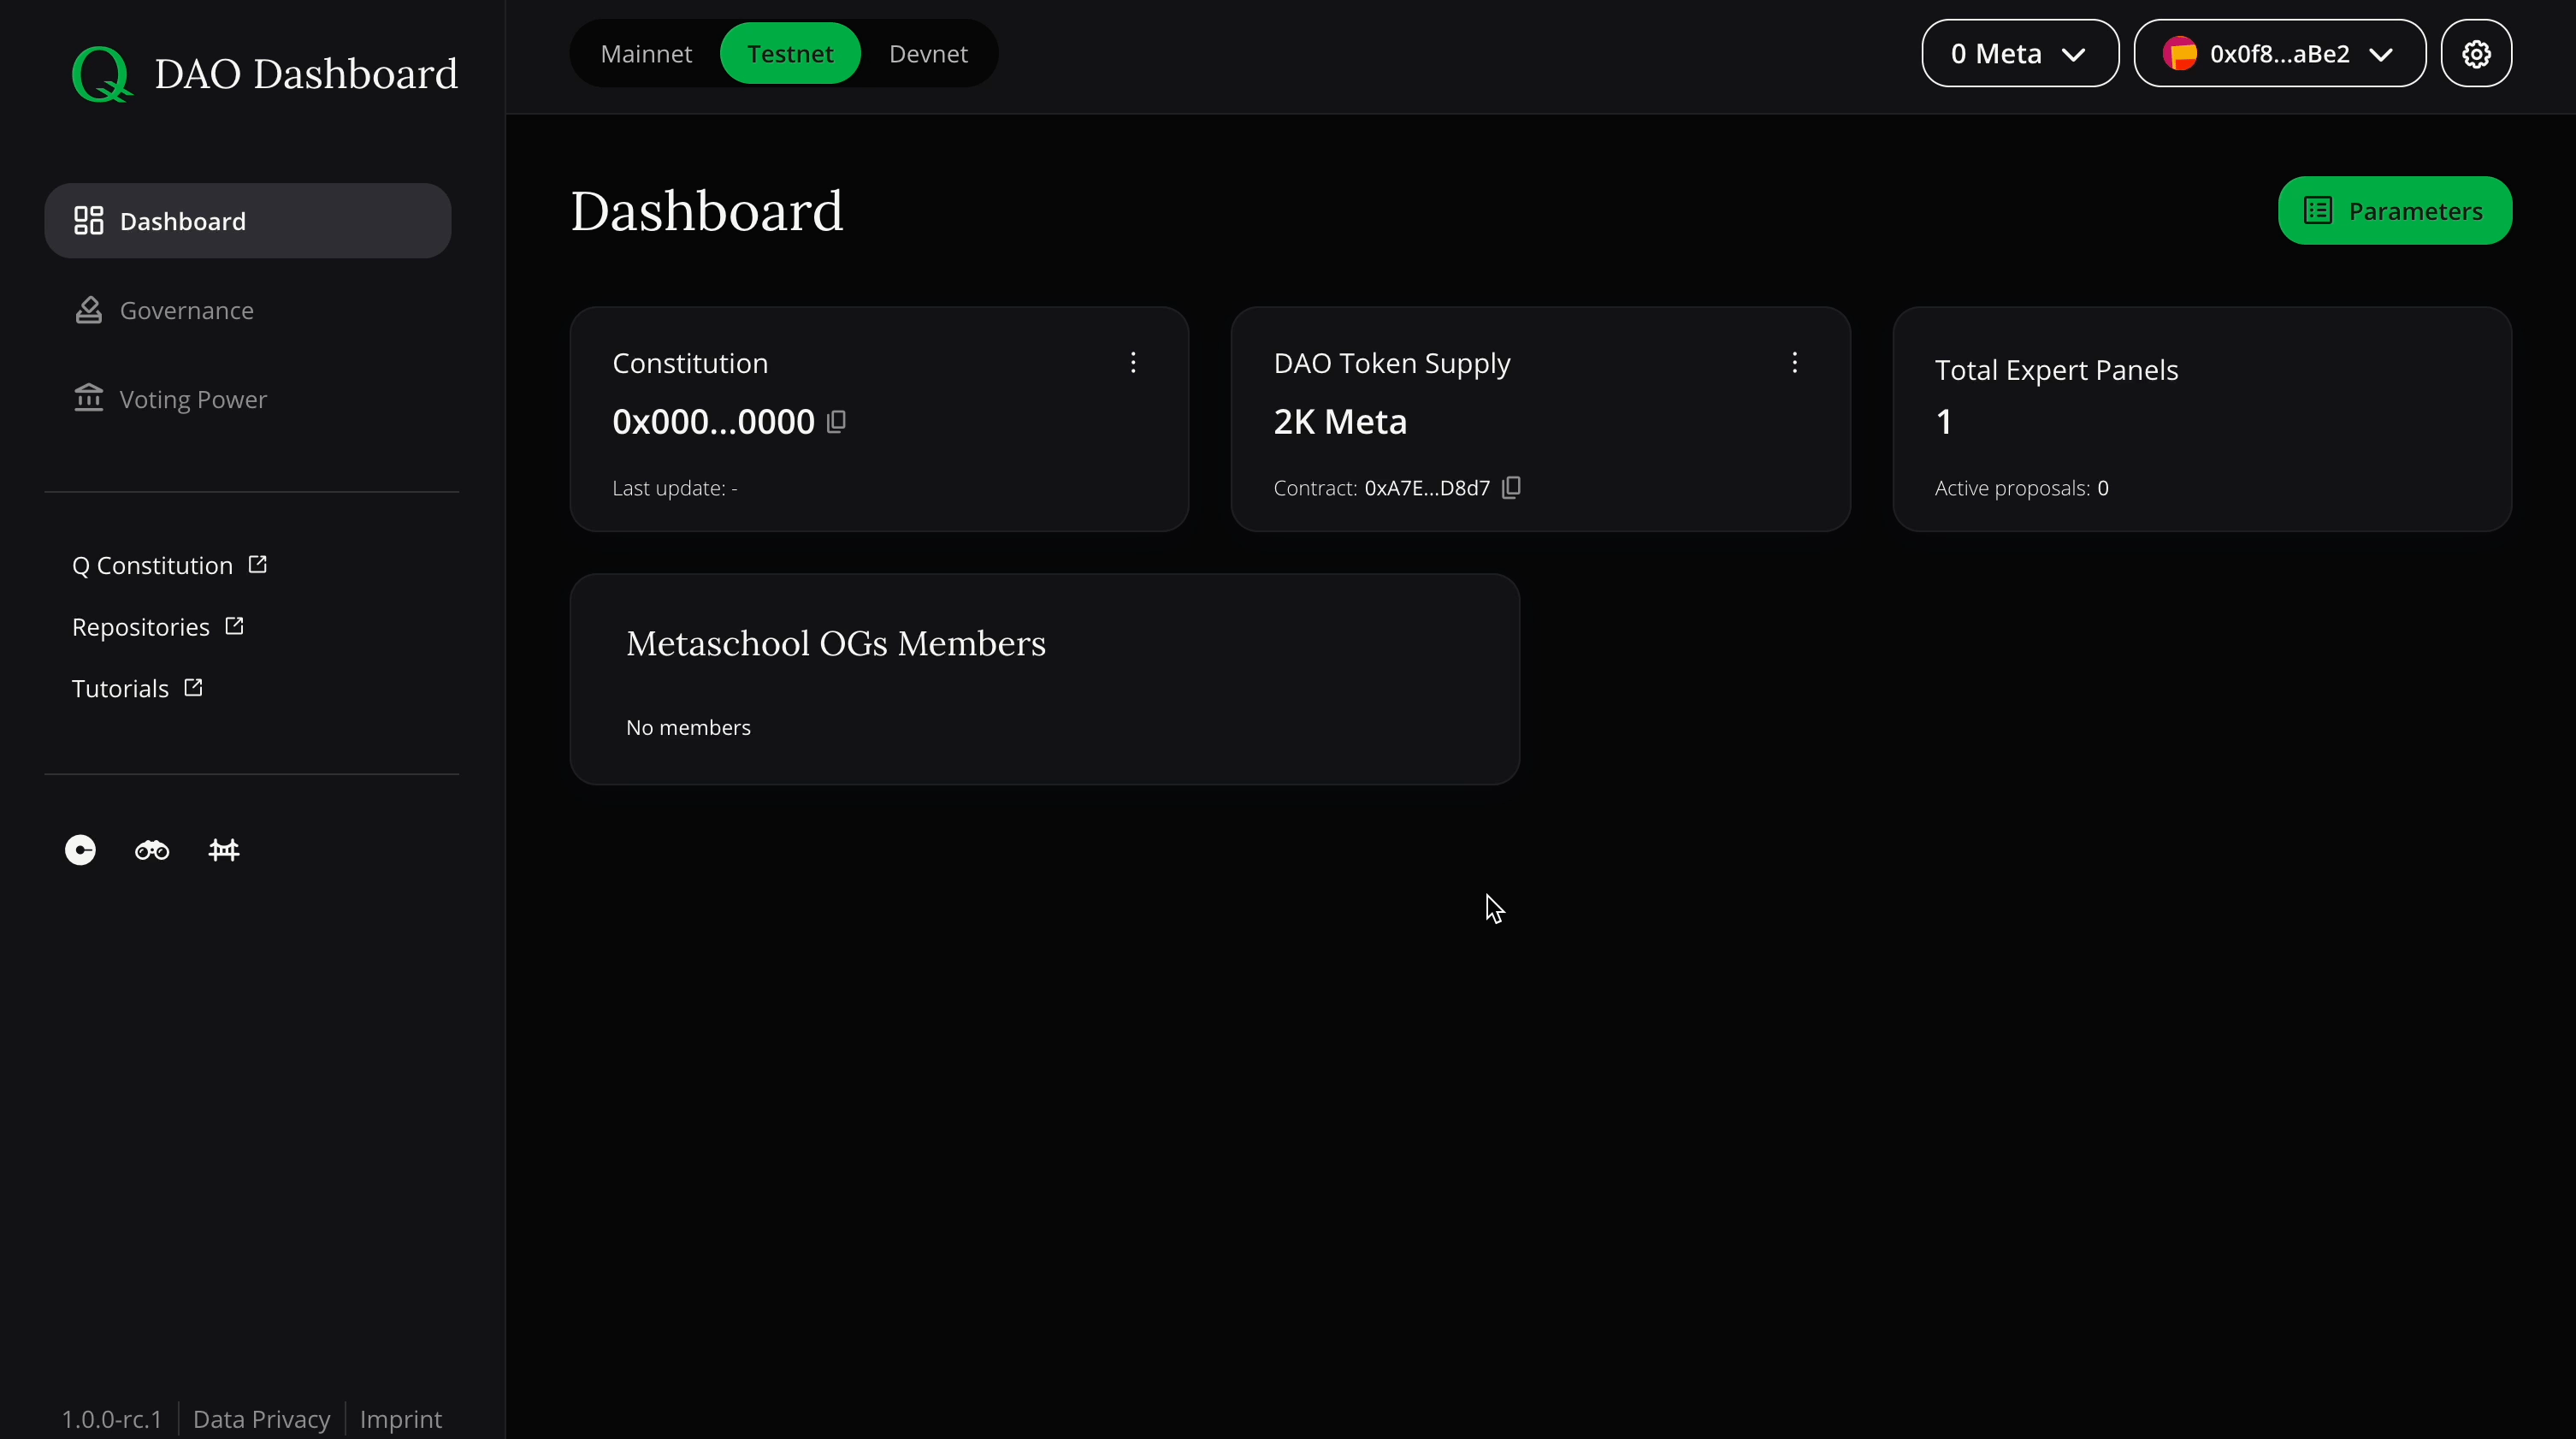 Q DAO Dashboard
Mainnet Testnet Devnet
0 Meta
0x0f8...aBe2
Dashboard
Governance
Voting Power
Q Constitution
Repositories
Tutorials
1.0.0-rc.1 Data Privacy Imprint
Dashboard
Parameters
Constitution
0x000...0000
Last update: -
DAO Token Supply
2K Meta
Contract: 0xA7E...D8d7
Total Expert Panels
1
Active proposals: 0
Metaschool OGs Members
No members